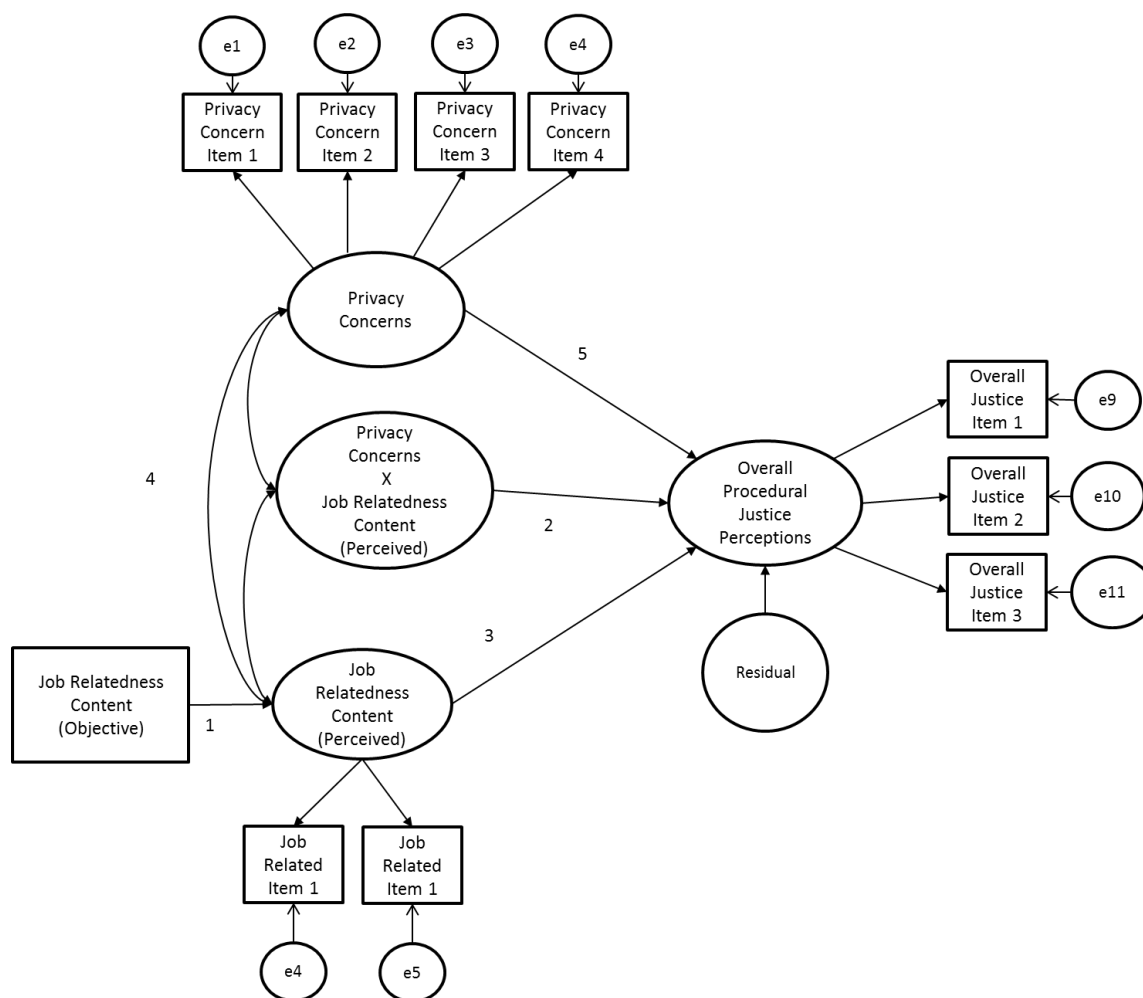 e1
e2
e3
e4
Privacy
Concern
Item 1
Privacy
Concern
Item 2
Privacy
Concern
Item 3
Privacy
Concern
Item 4
Privacy
Concerns
5
4
Privacy
Concerns
X
Job Relatedness
Content
(Perceived)
2
Overall
Procedural
Justice
Perceptions
Overall
Justice
Item 1
e9
Overall
Justice
Item 2
e10
Overall
Justice
Item 3
e11
3
Residual
Job Relatedness
Content
(Objective)
1
Job
Relatedness
Content
(Perceived)
Job
Related
Item 1
Job
Related
Item 1
e4
e5